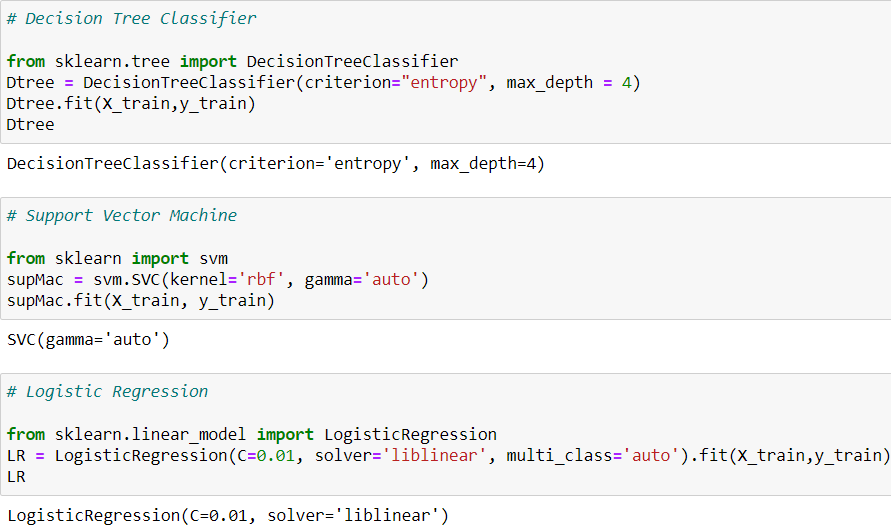 # Decision Tree Classifier
from sklearn.tree import DecisionTreeClassifier
Dtree = DecisionTreeClassifier(criterion="entropy", max_depth = 4)
Dtree.fit(X_train,y_train)
Dtree
DecisionTreeClassifier(criterion='entropy', max_depth=4)
# Support Vector Machine
from sklearn import svm
supMac = svm.SVC(kernel='rbf', gamma='auto')
supMac.fit(X_train, y_train)
SVC(gamma='auto')
# Logistic Regression
from sklearn.linear_model import LogisticRegression
LR = LogisticRegression(C=0.01, solver='liblinear', multi_class='auto').fit(X_train,y_train)
LR
LogisticRegression(C=0.01, solver='liblinear')